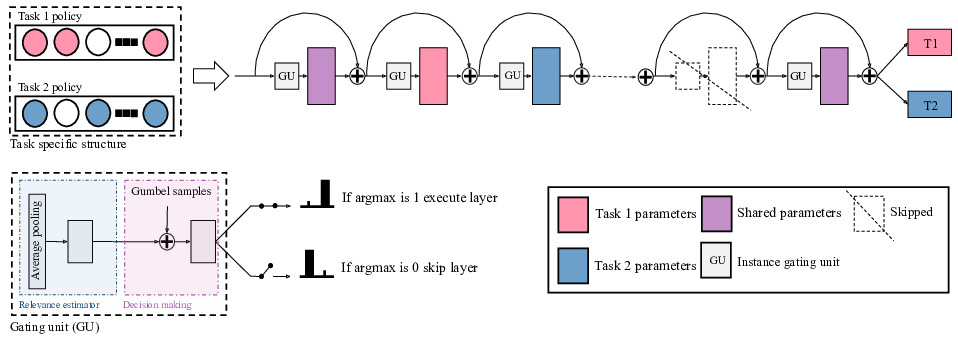 Task 1 policy
Task 2 policy
Task specific structure
GU
GU
GU
GU
T1
T2
Average pooling
Gumbel samples
Relevance estimator
Decision making
Gating unit (GU)
If argmax is 1 execute layer
If argmax is 0 skip layer
Task 1 parameters
Shared parameters
Skipped
Task 2 parameters
GU
Instance gating unit